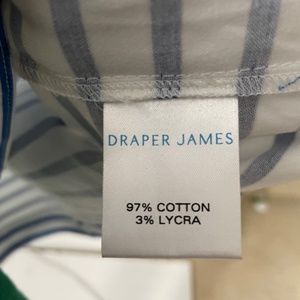 DRAPER JAMES
97% COTTON
3% LYCRA